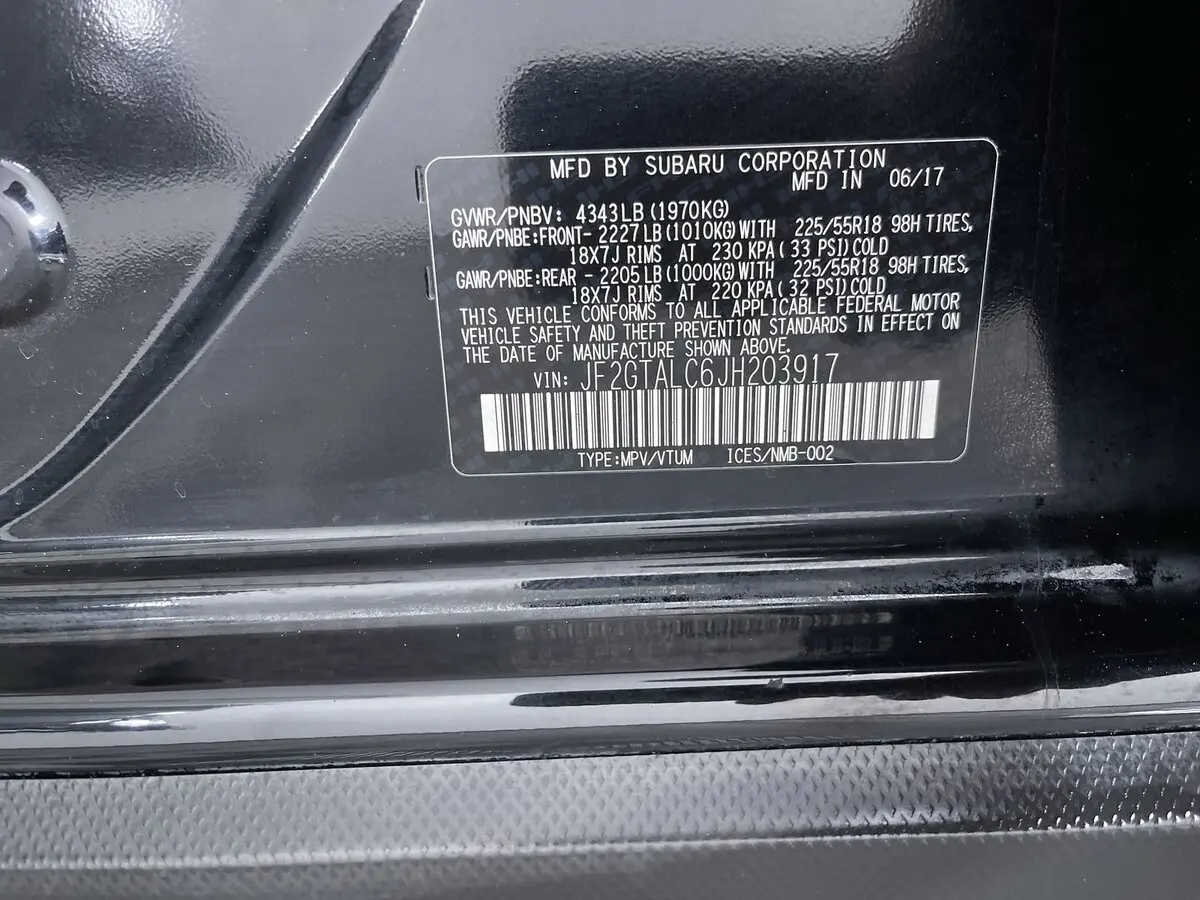 MFD BY SUBARU CORPORATION
MFD IN 06/17
GVWR/PNBV: 4343LB (1970KG)
GAWR/PNBE:FRONT- 2227LB (1010KG) WITH 225/55R18 98H TIRES,
18X7J RIMS AT 230 KPA ( 33 PSI) COLD
GAWR/PNBE:REAR - 2205LB (1000KG) WITH 225/55R18 98H TIRES,
18X7J RIMS AT 220 KPA ( 32 PSI) COLD
THIS VEHICLE CONFORMS TO ALL APPLICABLE FEDERAL MOTOR
VEHICLE SAFETY AND THEFT PREVENTION STANDARDS IN EFFECT ON
THE DATE OF MANUFACTURE SHOWN ABOVE.
VIN: JF2GTALC6JH203917
TYPE:MPV/VTUM ICES/NMB-002